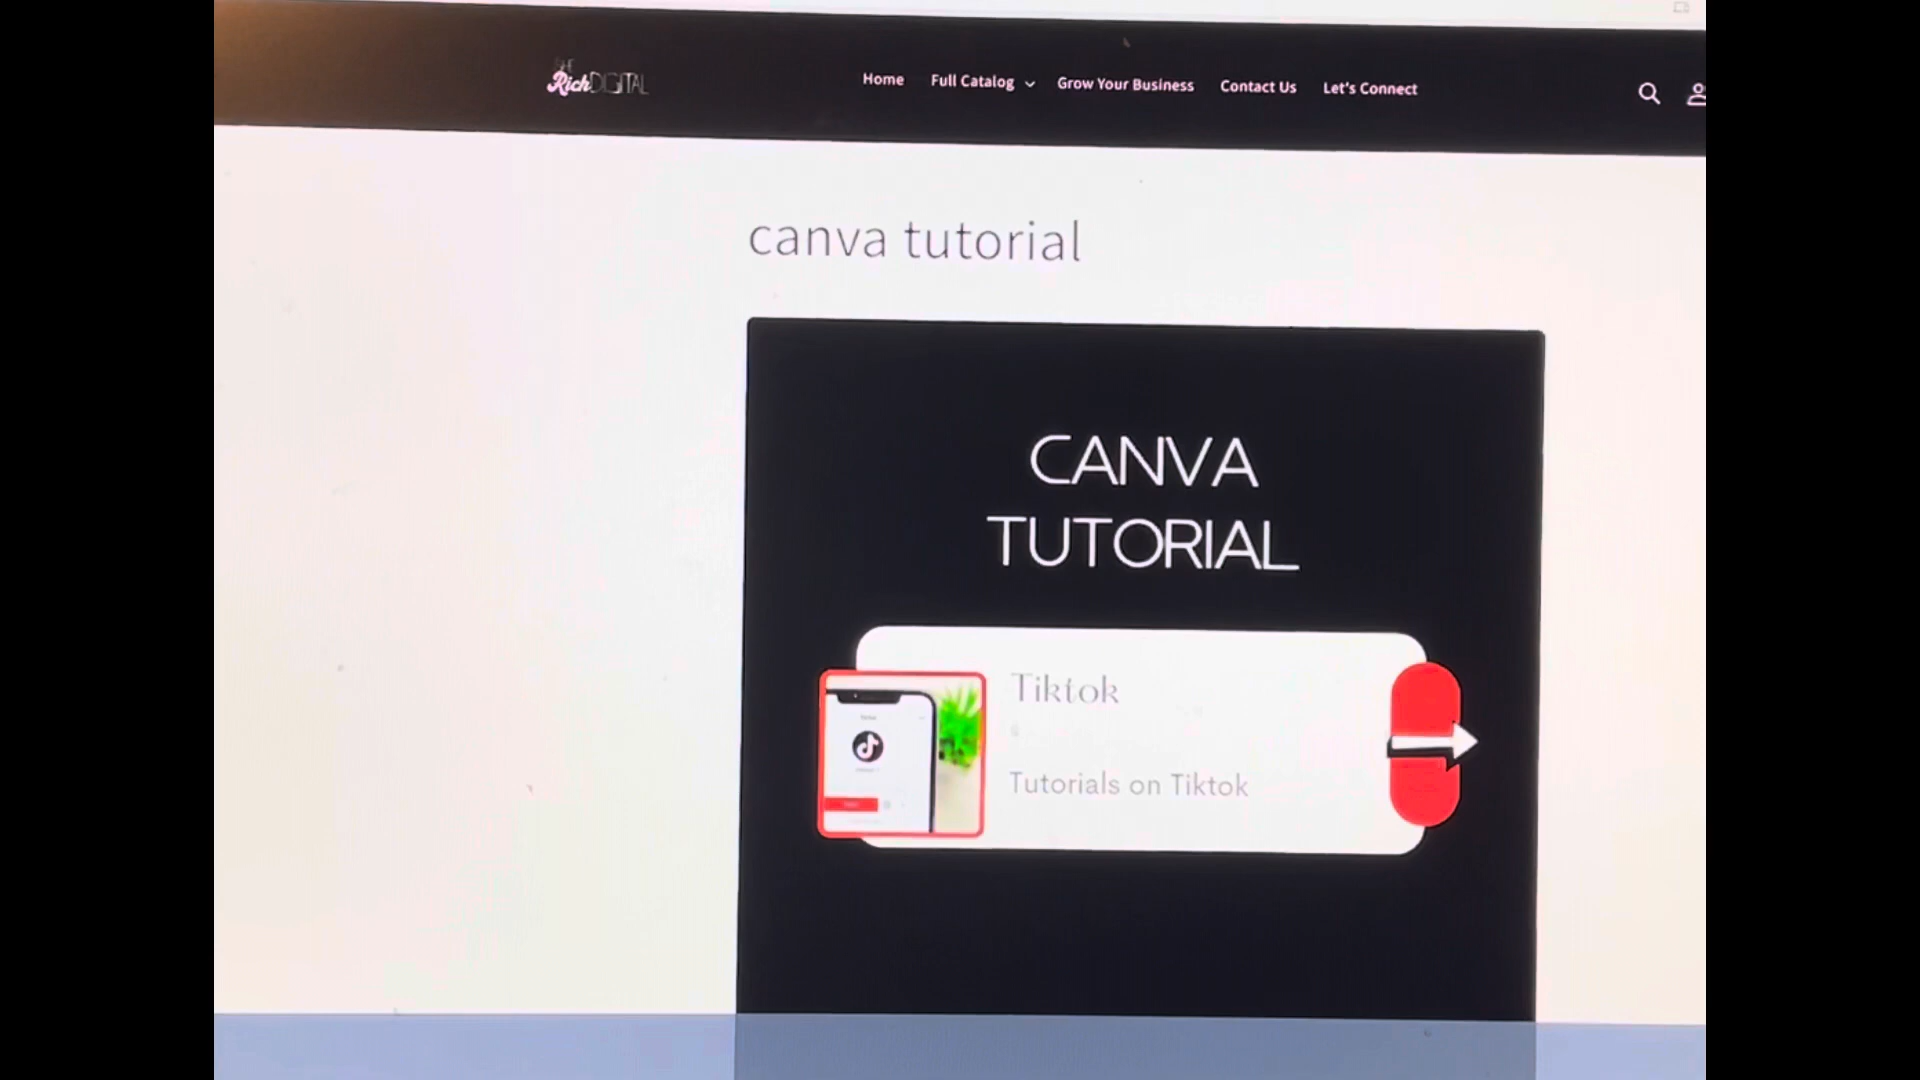 SHE
RichDIGITAL
Home Full Catalog Grow Your Business Contact Us Let's Connect
canva tutorial
CANVA
TUTORIAL
Tiktok
Tutorials on Tiktok